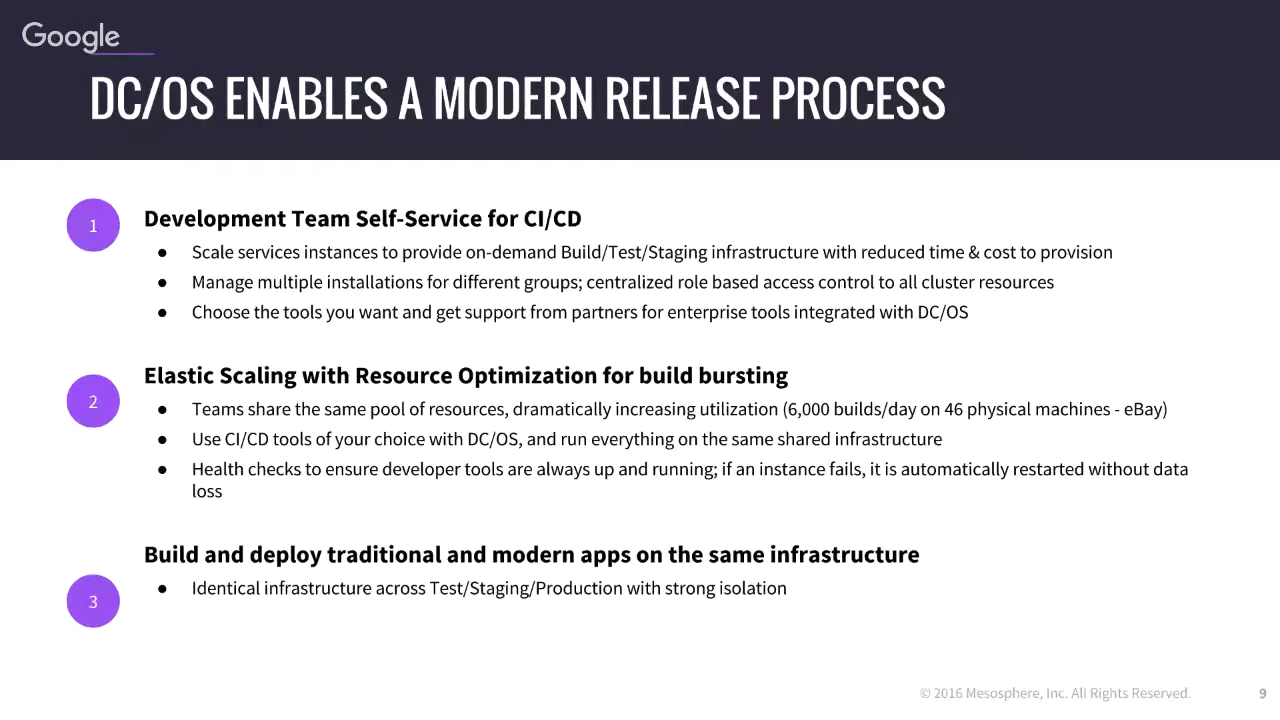 Google
DC/OS ENABLES A MODERN RELEASE PROCESS
1
Development Team Self-Service for CI/CD
● Scale services instances to provide on-demand Build/Test/Staging infrastructure with reduced time & cost to provision
● Manage multiple installations for different groups; centralized role based access control to all cluster resources
● Choose the tools you want and get support from partners for enterprise tools integrated with DC/OS
2
Elastic Scaling with Resource Optimization for build bursting
● Teams share the same pool of resources, dramatically increasing utilization (6,000 builds/day on 46 physical machines - eBay)
● Use CI/CD tools of your choice with DC/OS, and run everything on the same shared infrastructure
● Health checks to ensure developer tools are always up and running; if an instance fails, it is automatically restarted without data
loss
3
Build and deploy traditional and modern apps on the same infrastructure
● Identical infrastructure across Test/Staging/Production with strong isolation
© 2016 Mesosphere, Inc. All Rights Reserved.
9